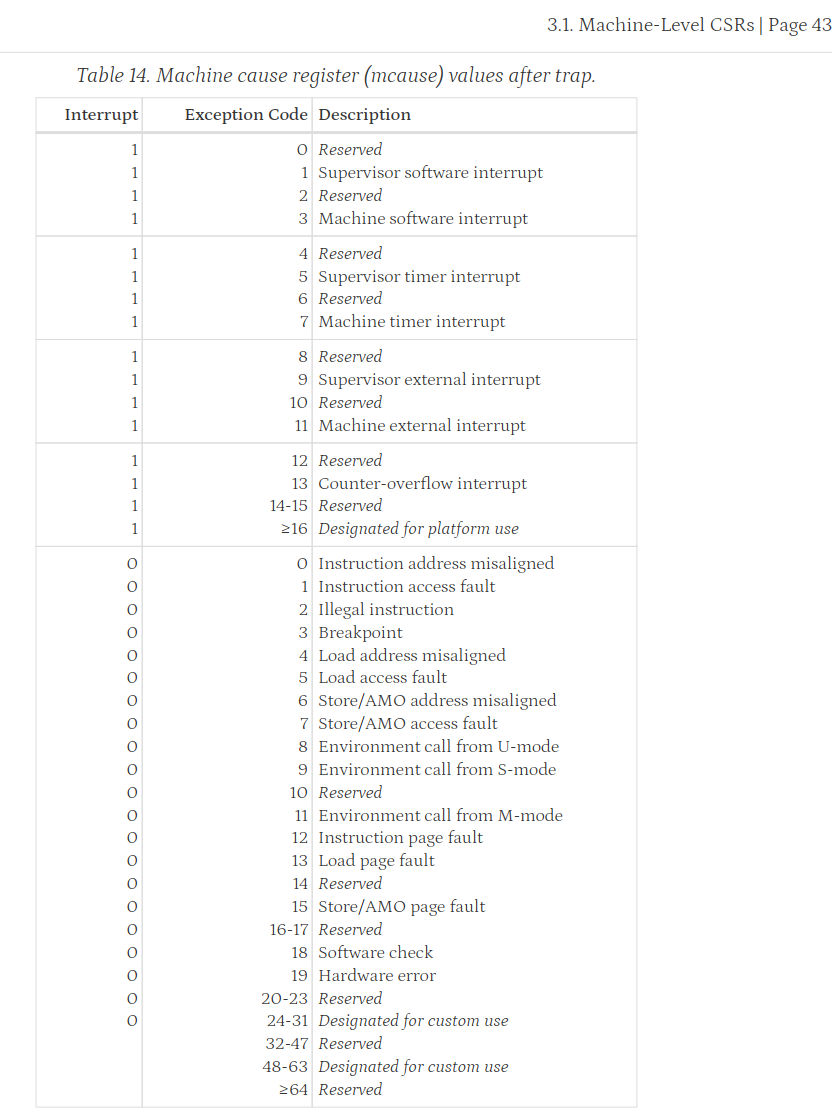 3.1. Machine-Level CSRs | Page 43
Table 14. Machine cause register (mcause) values after trap.
Interrupt Exception Code Description
1 0 Reserved
1 1 Supervisor software interrupt
1 2 Reserved
1 3 Machine software interrupt
1 4 Reserved
1 5 Supervisor timer interrupt
1 6 Reserved
1 7 Machine timer interrupt
1 8 Reserved
1 9 Supervisor external interrupt
1 10 Reserved
1 11 Machine external interrupt
1 12 Reserved
1 13 Counter-overflow interrupt
1 14-15 Reserved
1 ≥16 Designated for platform use
0 0 Instruction address misaligned
0 1 Instruction access fault
0 2 Illegal instruction
0 3 Breakpoint
0 4 Load address misaligned
0 5 Load access fault
0 6 Store/AMO address misaligned
0 7 Store/AMO access fault
0 8 Environment call from U-mode
0 9 Environment call from S-mode
0 10 Reserved
0 11 Environment call from M-mode
0 12 Instruction page fault
0 13 Load page fault
0 14 Reserved
0 15 Store/AMO page fault
0 16-17 Reserved
0 18 Software check
0 19 Hardware error
0 20-23 Reserved
0 24-31 Designated for custom use
32-47 Reserved
48-63 Designated for custom use
≥64 Reserved